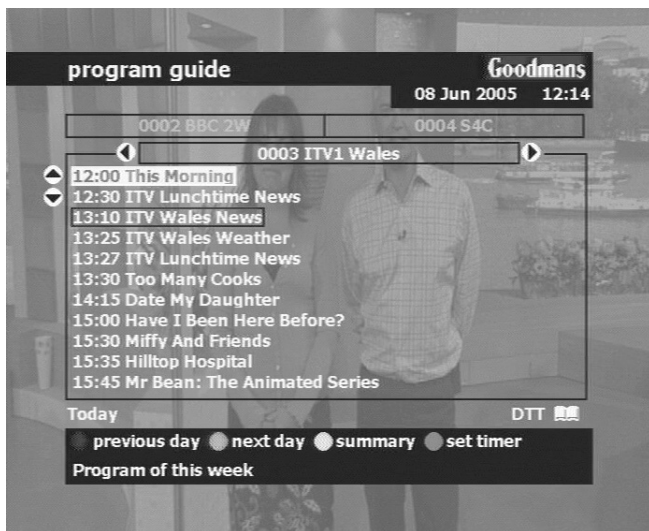 program guide
Goodmans
08 Jun 2005 12:14
0002 BBC 2W 0004 S4C
0003 ITV1 Wales
12:00 This Morning
12:30 ITV Lunchtime News
13:10 ITV Wales News
13:25 ITV Wales Weather
13:27 ITV Lunchtime News
13:30 Too Many Cooks
14:15 Date My Daughter
15:00 Have I Been Here Before?
15:30 Miffy And Friends
15:35 Hilltop Hospital
15:45 Mr Bean: The Animated Series
Today DTT
previous day next day summary set timer
Program of this week